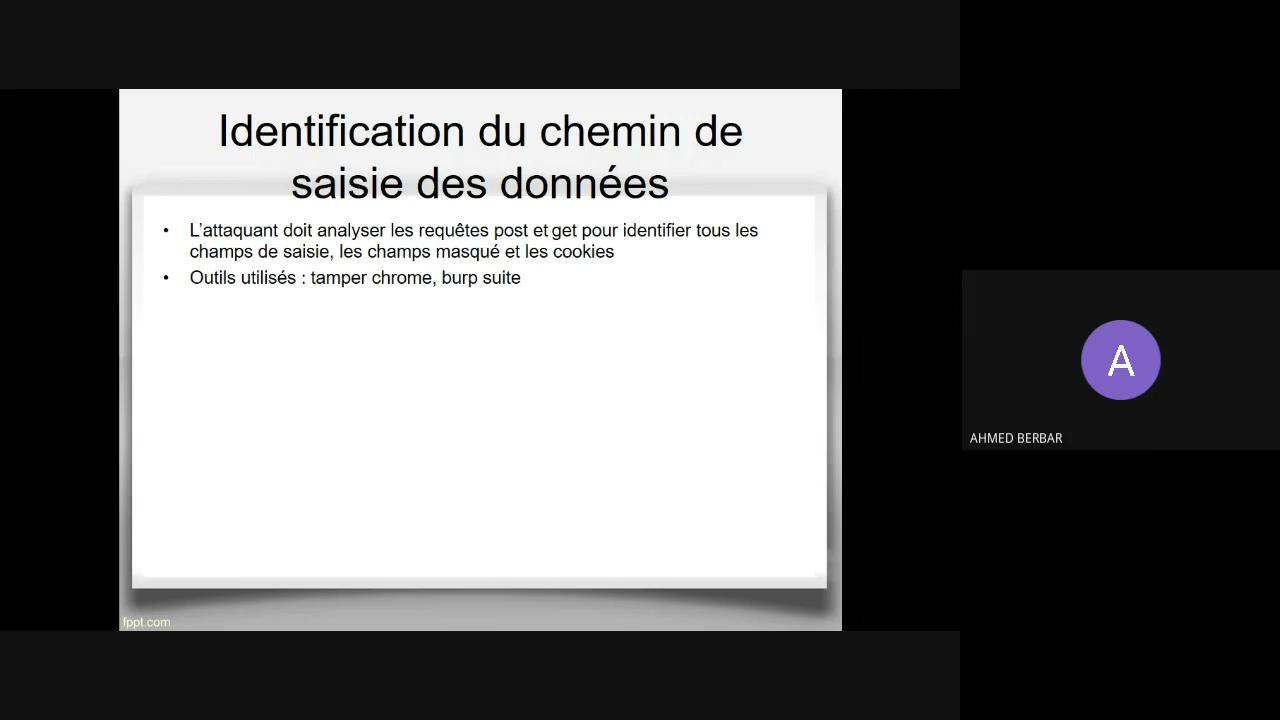 Identification du chemin de
saisie des données
• L'attaquant doit analyser les requêtes post et get pour identifier tous les
champs de saisie, les champs masqué et les cookies
• Outils utilisés : tamper chrome, burp suite
fppt.com
A
AHMED BERBAR